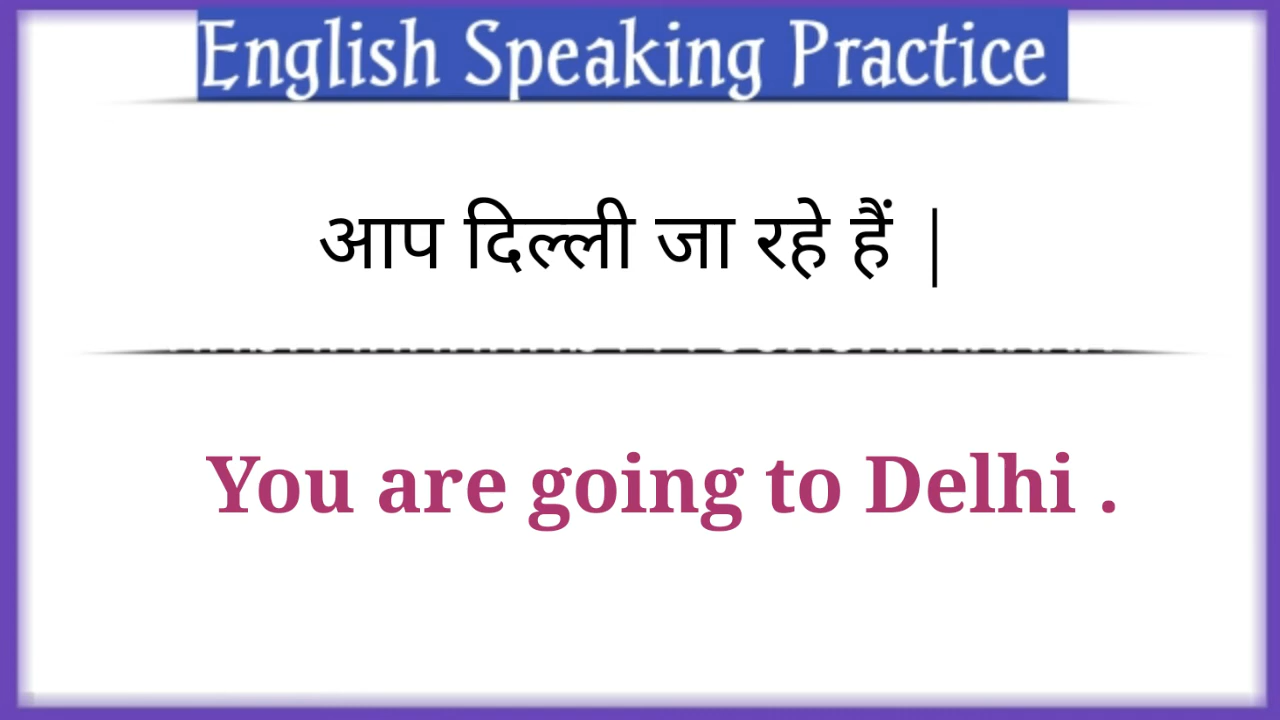 English Speaking Practice
आप दिल्ली जा रहे हैं |
You are going to Delhi .